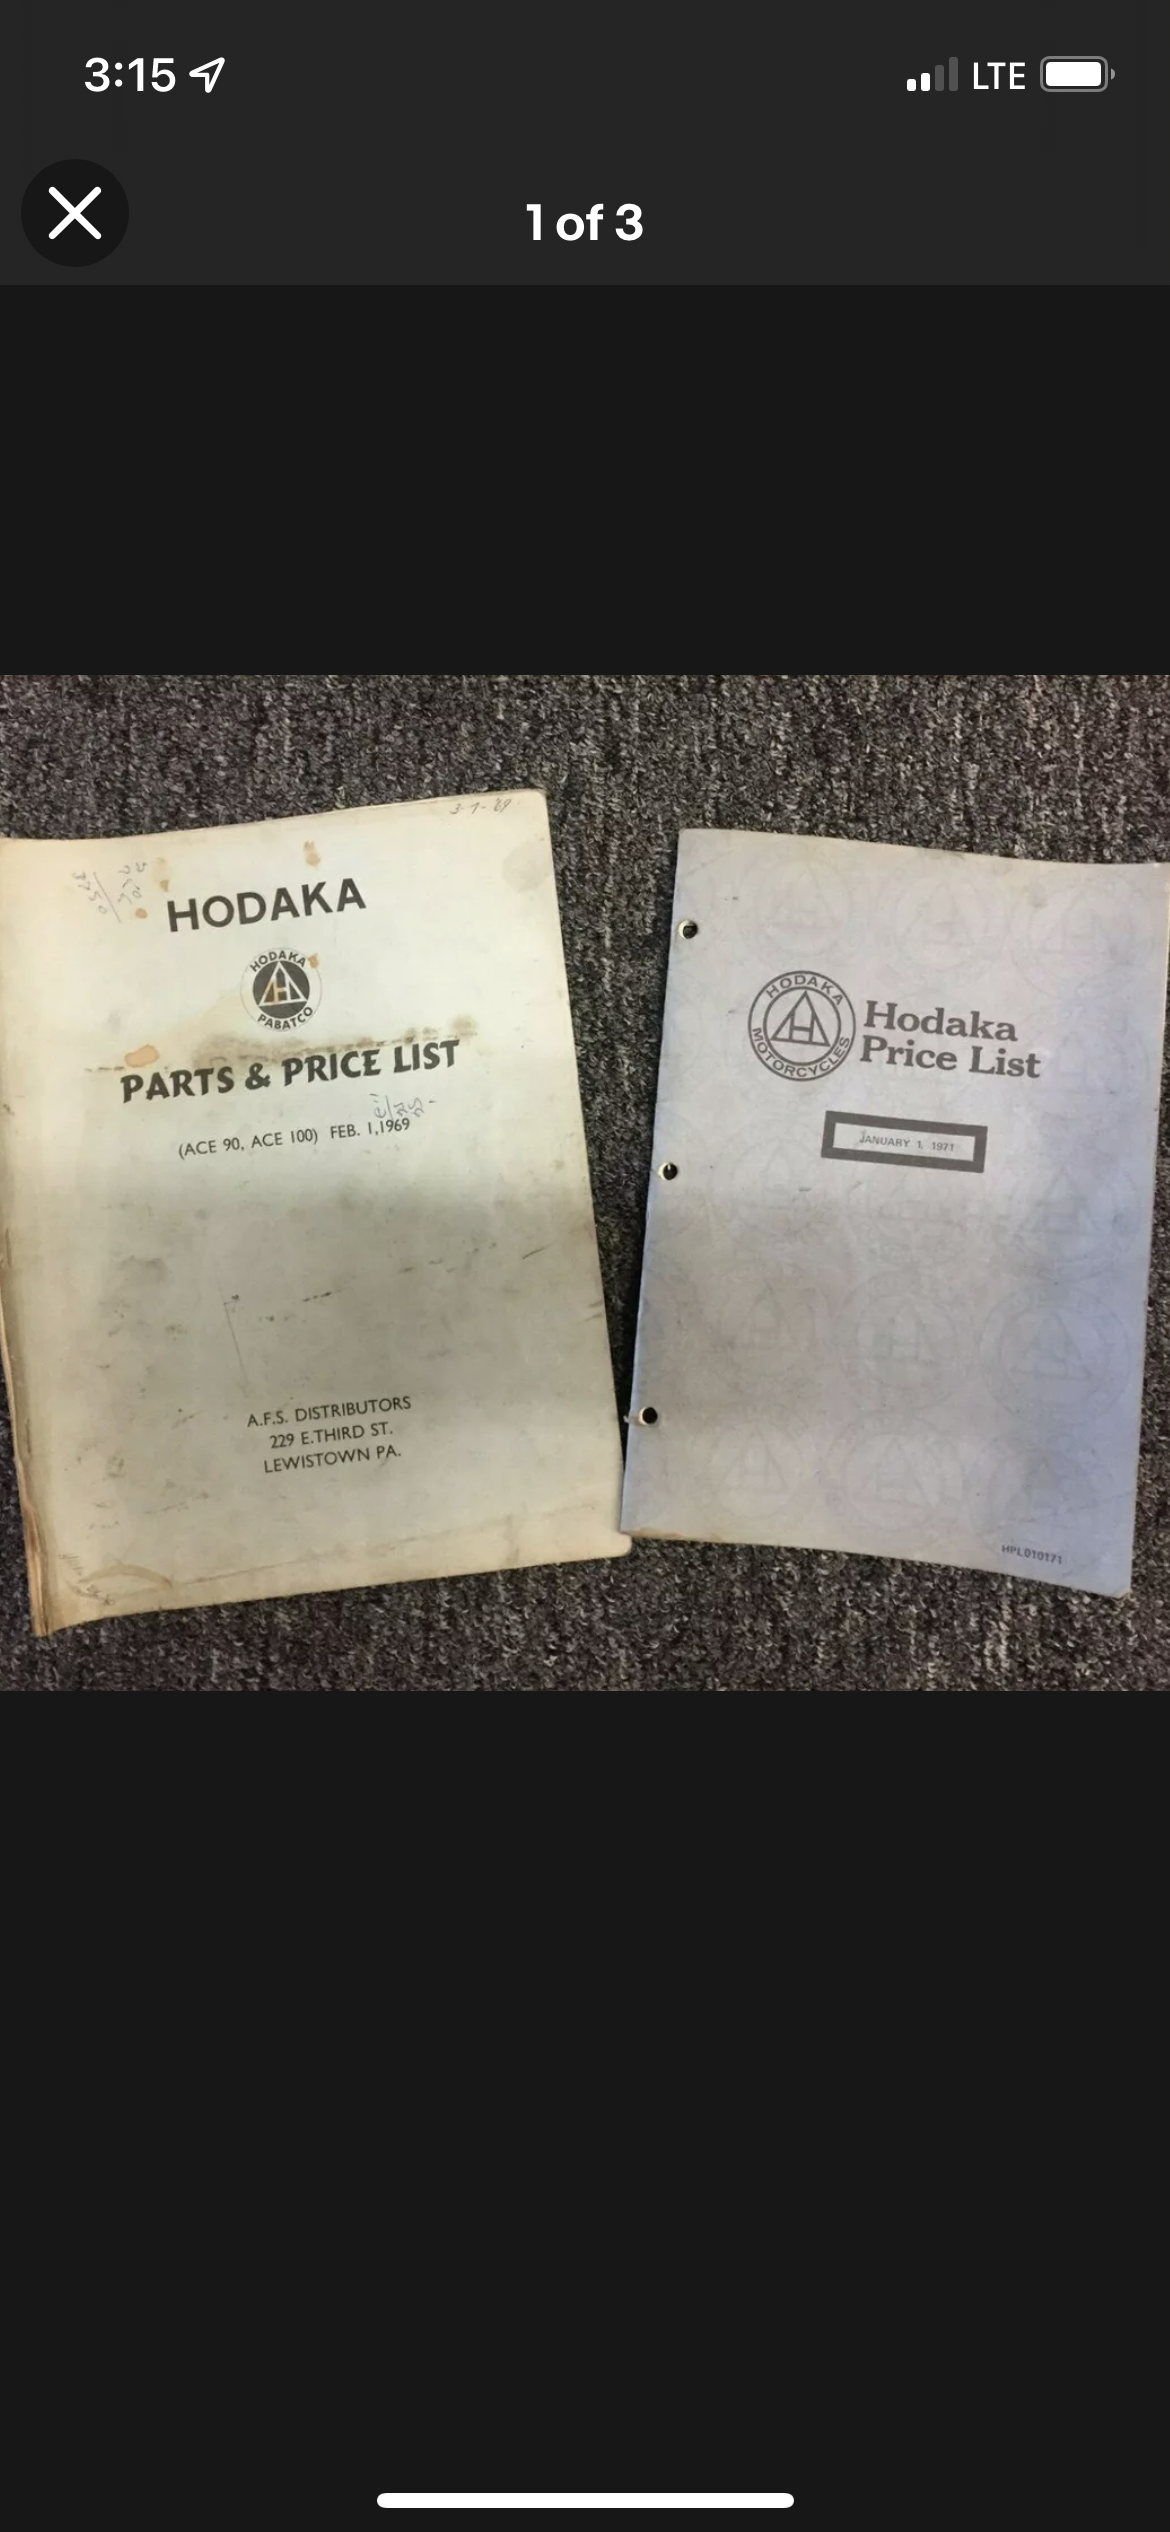 3:15
LTE
1 of 3
3-7-'69
HODAKA
HODAKA
PABATCO
PARTS & PRICE LIST
(ACE 90, ACE 100) FEB. 1,1969
A.F.S. DISTRIBUTORS
229 E.THIRD ST.
LEWISTOWN PA.
HODAKA
MOTORCYCLES
Hodaka
Price List
JANUARY 1, 1971
HPL010171